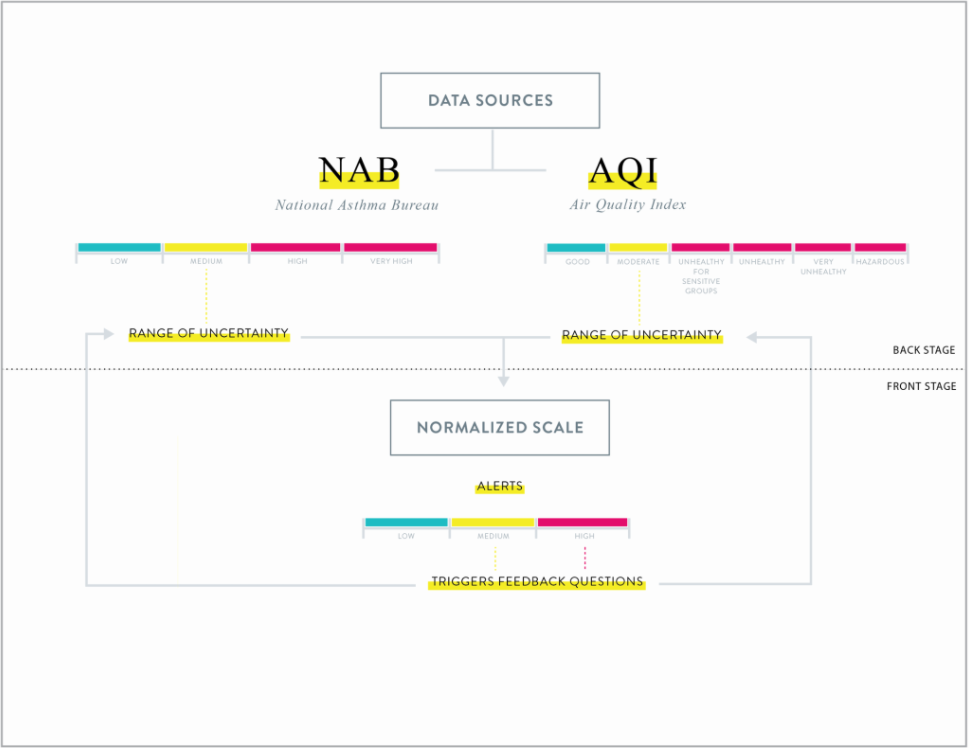 DATA SOURCES
NAB
National Asthma Bureau
AQI
Air Quality Index
LOW
MEDIUM
HIGH
VERY HIGH
GOOD
MODERATE
UNHEALTHY
FOR
SENSITIVE
GROUPS
UNHEALTHY
VERY
UNHEALTHY
HAZARDOUS
RANGE OF UNCERTAINTY
RANGE OF UNCERTAINTY
BACK STAGE
FRONT STAGE
NORMALIZED SCALE
ALERTS
LOW
MEDIUM
HIGH
TRIGGERS FEEDBACK QUESTIONS